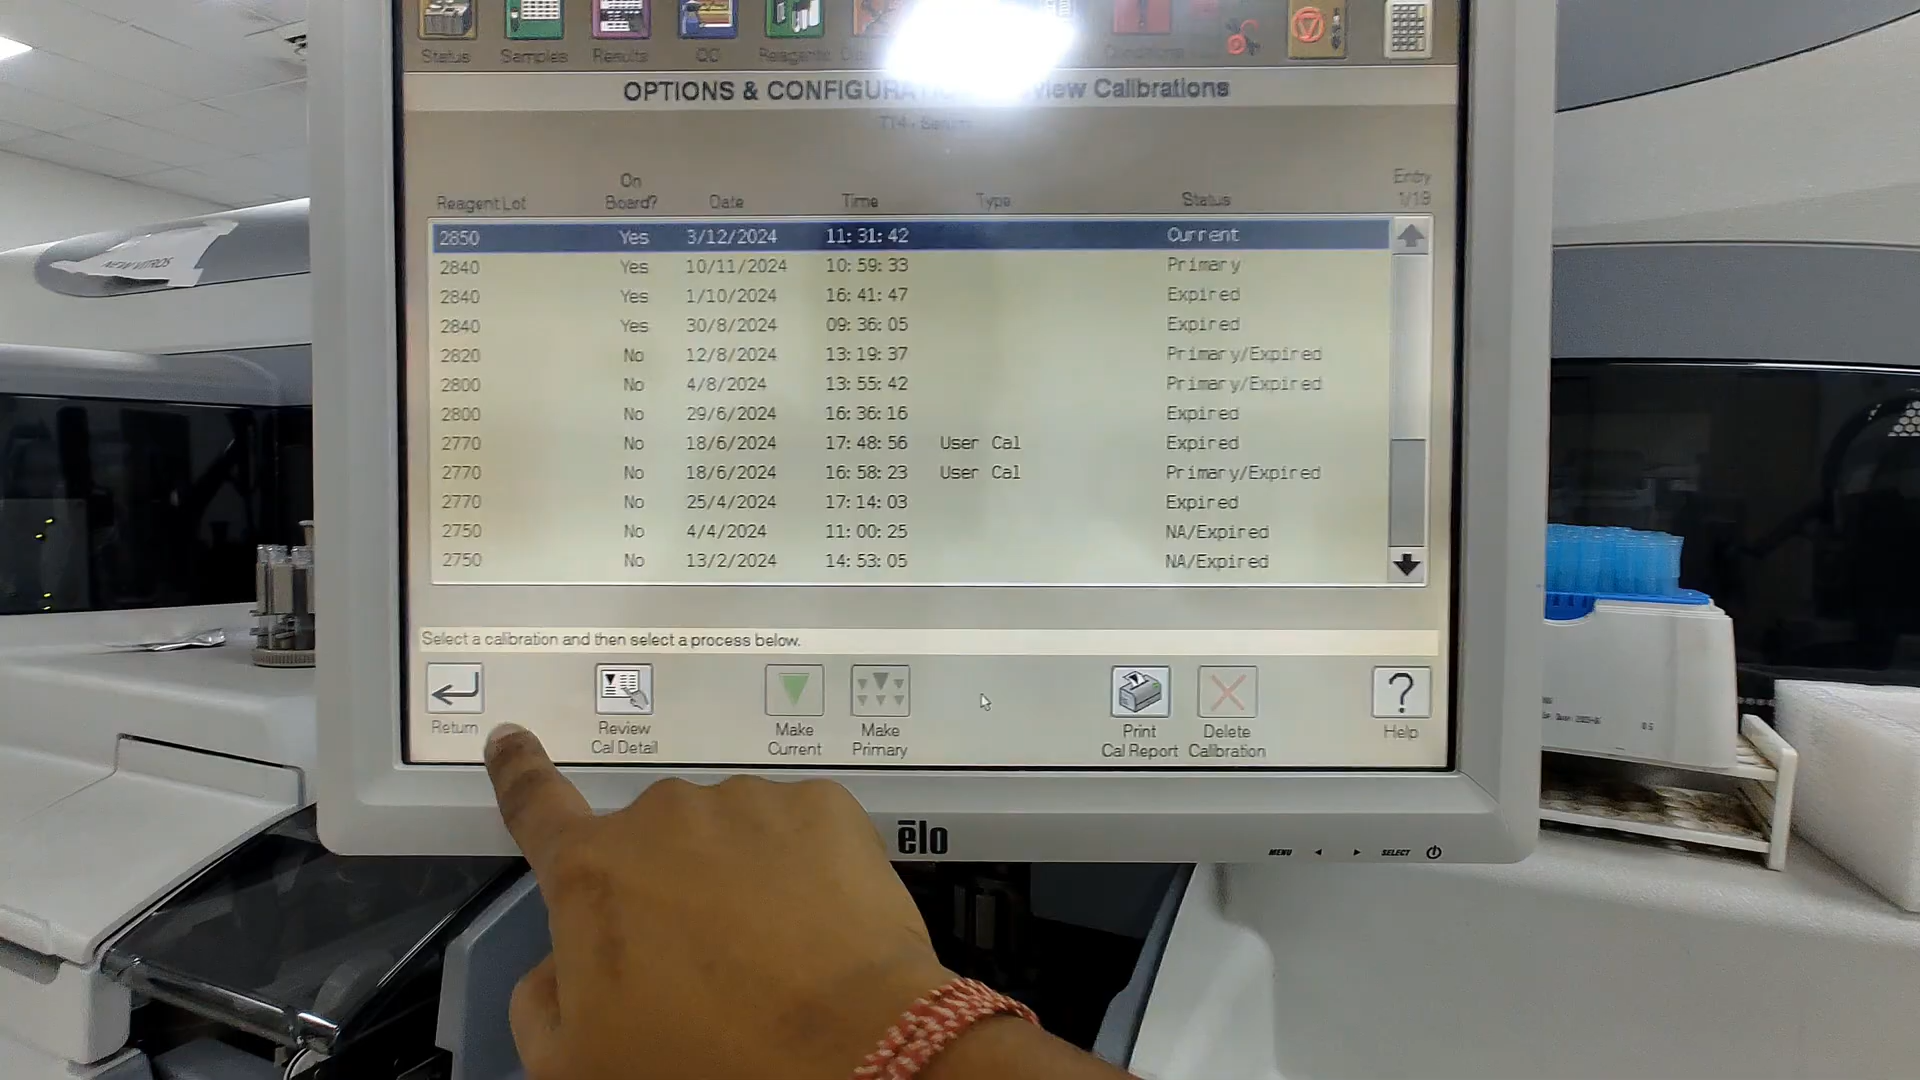 Status Samples Results QC Reagents
OPTIONS & CONFIGURA view Calibrations
Reagent Lot On Board? Date Time Type Status Entry 1/19
2850 Yes 3/12/2024 11:31:42 Current
2840 Yes 10/11/2024 10:59:33 Primary
2840 Yes 1/10/2024 16:41:47 Expired
2840 Yes 30/8/2024 09:36:05 Expired
2820 No 12/8/2024 13:19:37 Primary/Expired
2800 No 4/8/2024 13:55:42 Primary/Expired
2800 No 29/6/2024 16:36:16 Expired
2770 No 18/6/2024 17:48:56 User Cal Expired
2770 No 18/6/2024 16:58:23 User Cal Primary/Expired
2770 No 25/4/2024 17:14:03 Expired
2750 No 4/4/2024 11:00:25 NA/Expired
2750 No 13/2/2024 14:53:05 NA/Expired
Select a calibration and then select a process below.
Return
Review Cal Detail
Make Current
Make Primary
Print Cal Report
Delete Calibration
Help
ēlo
MENU SELECT
NEW VITROS